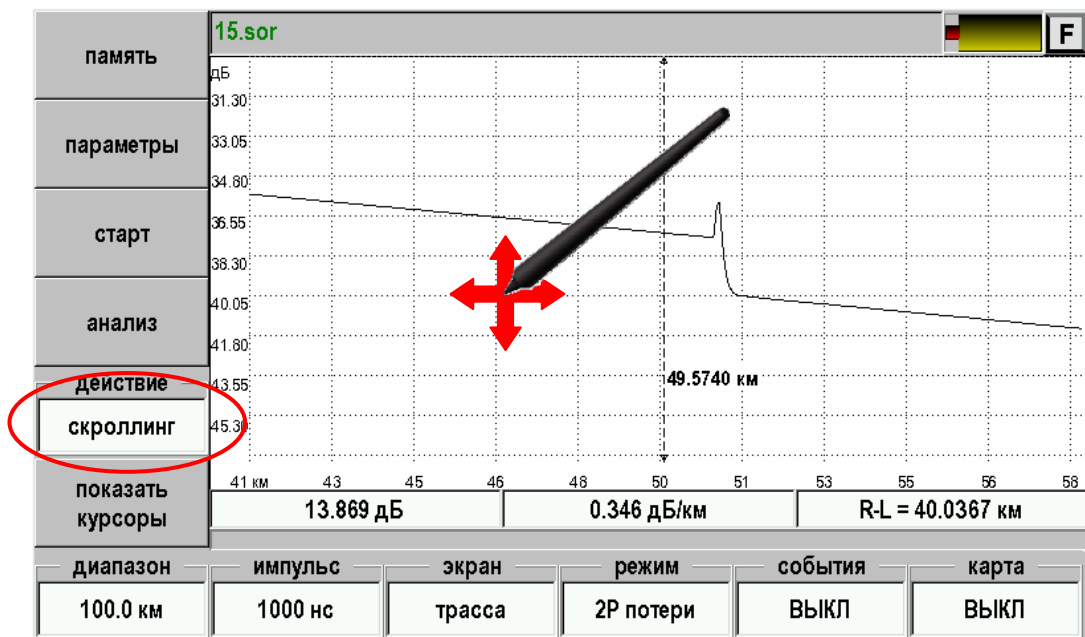 память
15.sor
F
параметры
старт
анализ
действие
скроллинг
показать
курсоры
дБ
31.30
33.05
34.80
36.55
38.30
40.05
41.80
43.55
45.30
49.5740 км
41 км 43 45 46 48 50 51 53 55 56 58
13.869 дБ 0.346 дБ/км R-L = 40.0367 км
диапазон импульс экран режим события карта
100.0 км 1000 нс трасса 2Р потери ВЫКЛ ВЫКЛ